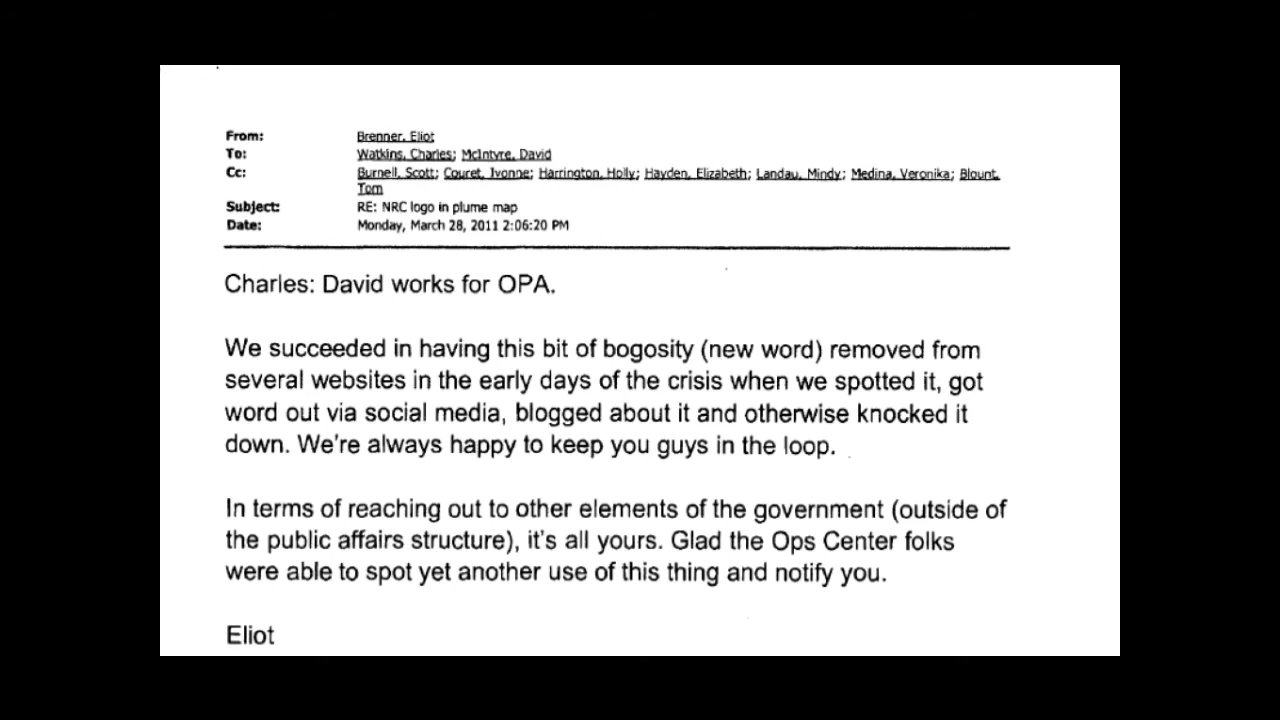 From: Brenner, Eliot
To: Watkins, Charles; McIntyre, David
Cc: Burnell, Scott; Couret, Ivonne; Harrington, Holly; Hayden, Elizabeth; Landau, Mindy; Medina, Veronika; Blount,
Tom
Subject: RE: NRC logo in plume map
Date: Monday, March 28, 2011 2:06:20 PM
Charles: David works for OPA.
We succeeded in having this bit of bogosity (new word) removed from
several websites in the early days of the crisis when we spotted it, got
word out via social media, blogged about it and otherwise knocked it
down. We're always happy to keep you guys in the loop.
In terms of reaching out to other elements of the government (outside of
the public affairs structure), it's all yours. Glad the Ops Center folks
were able to spot yet another use of this thing and notify you.
Eliot